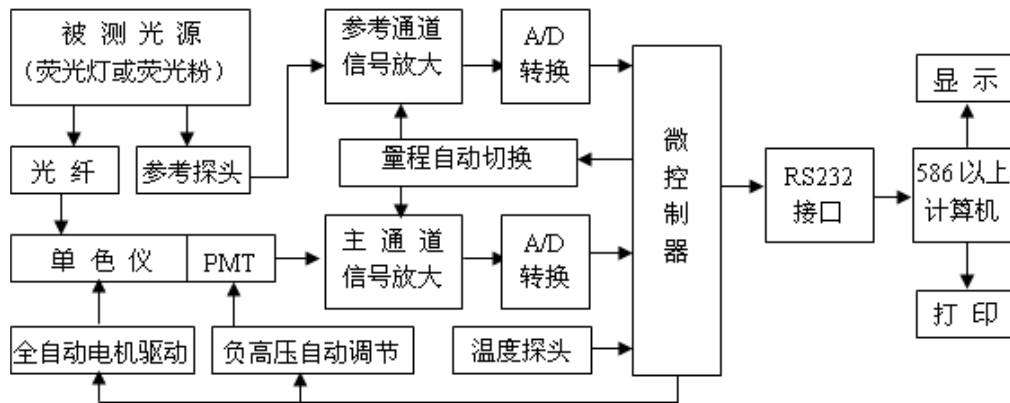 被 测 光 源
（荧光灯或荧光粉）
参考通道
信号放大
A/D
转换
微控制器
显 示
光 纤
参考探头
量程自动切换
RS232
接口
586 以上
计算机
单 色 仪
PMT
主 通 道
信号放大
A/D
转换
打 印
全自动电机驱动
负高压自动调节
温度探头